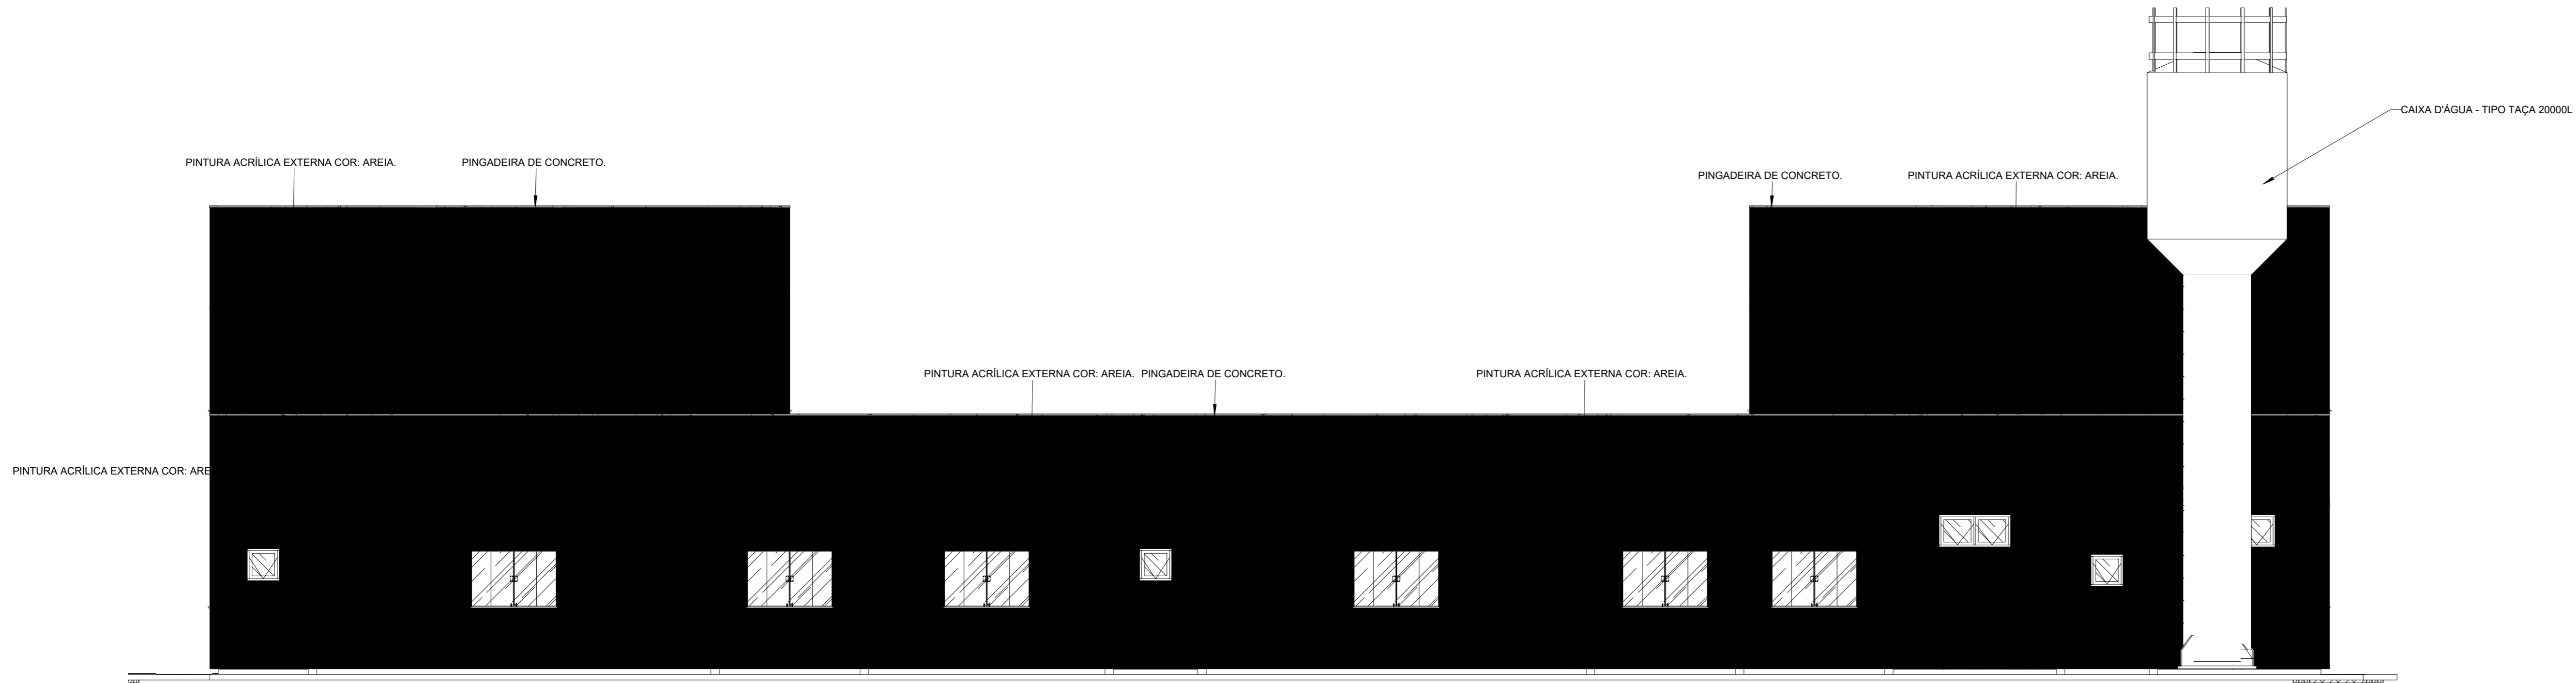 CAIXA D'ÁGUA - TIPO TAÇA 20000L
PINTURA ACRÍLICA EXTERNA COR: AREIA.
PINGADEIRA DE CONCRETO.
PINGADEIRA DE CONCRETO.
PINTURA ACRÍLICA EXTERNA COR: AREIA.
PINTURA ACRÍLICA EXTERNA COR: AREIA.
PINGADEIRA DE CONCRETO.
PINTURA ACRÍLICA EXTERNA COR: AREIA.
PINTURA ACRÍLICA EXTERNA COR: ARE